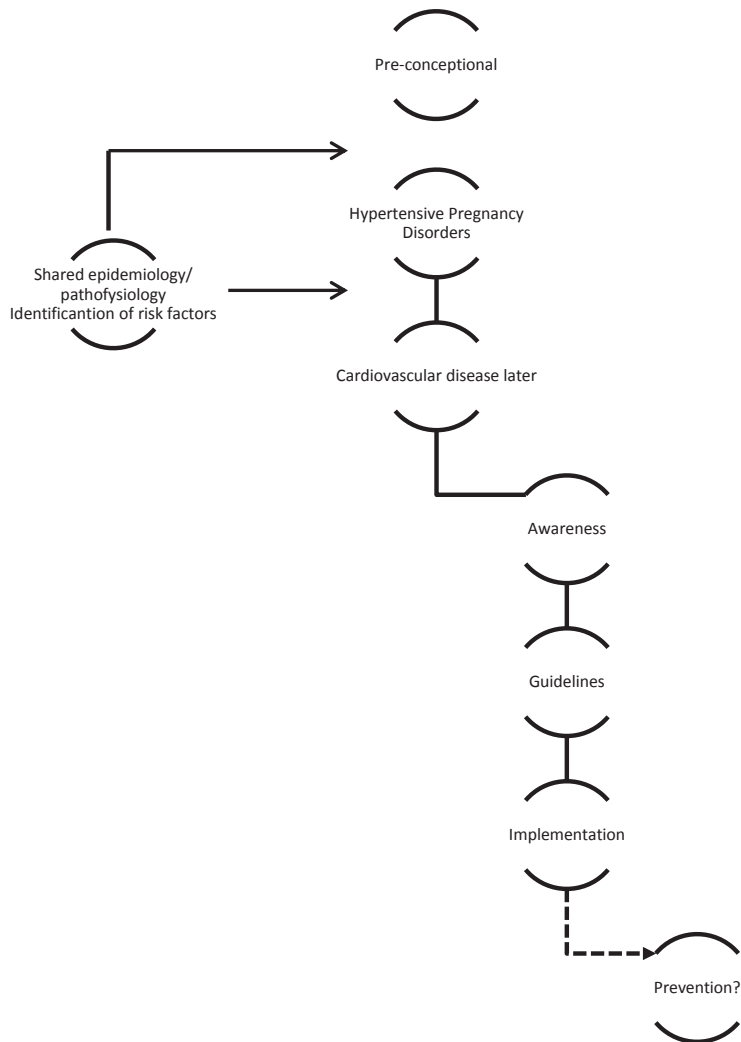 Pre-conceptional
Hypertensive Pregnancy
Disorders
Shared epidemiology/
pathofysiology
Identificantion of risk factors
Cardiovascular disease later
Awareness
Guidelines
Implementation
Prevention?